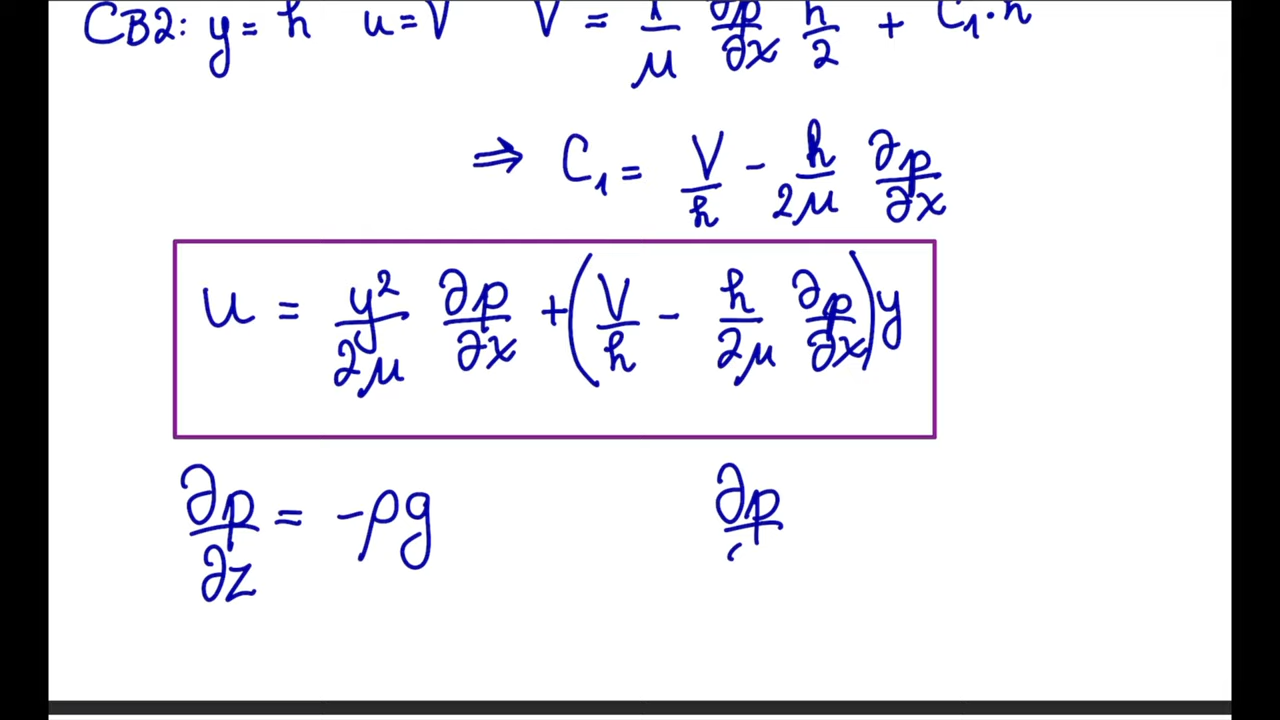 CB2: y = h u = V V = 1/μ ∂p/∂x h/2 + C₁·h
⇒ C₁ = V/h - h/2μ ∂p/∂x
u = y²/2μ ∂p/∂x + (V/h - h/2μ ∂p/∂x) y
∂p/∂z = -ρg ∂p